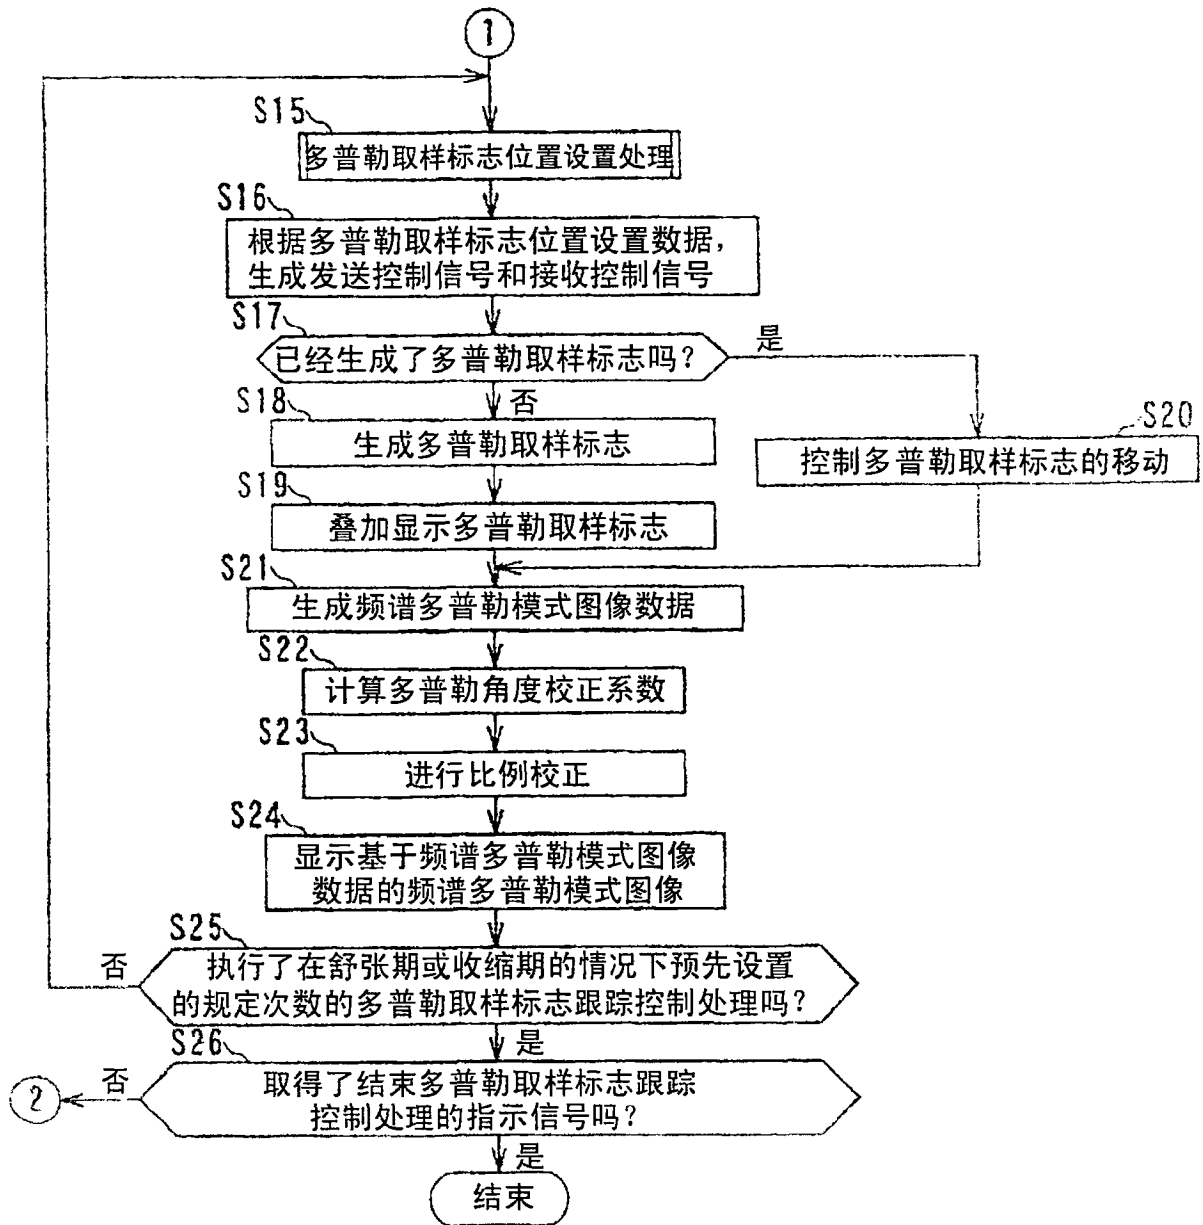 1
S15
多普勒取样标志位置设置处理
S16
根据多普勒取样标志位置设置数据，
生成发送控制信号和接收控制信号
S17
已经生成了多普勒取样标志吗？
是
否
S18
生成多普勒取样标志
S20
控制多普勒取样标志的移动
S19
叠加显示多普勒取样标志
S21
生成频谱多普勒模式图像数据
S22
计算多普勒角度校正系数
S23
进行比例校正
S24
显示基于频谱多普勒模式图像
数据的频谱多普勒模式图像
S25
否
执行了在舒张期或收缩期的情况下预先设置
的规定次数的多普勒取样标志跟踪控制处理吗？
是
S26
否
2
取得了结束多普勒取样标志跟踪
控制处理的指示信号吗？
是
结束